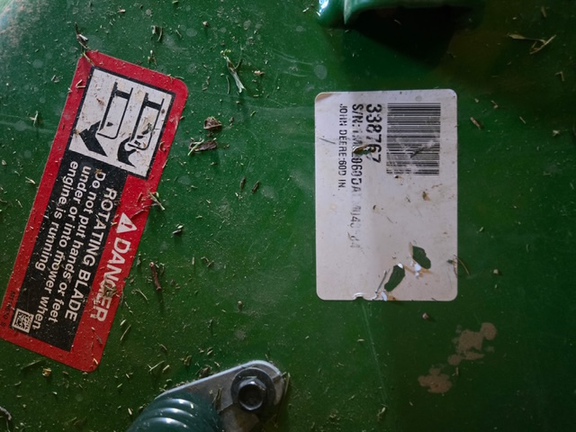 DANGER
ROTATING BLADE
Do not put hands or feet
under or into mower when
engine is running
338767
S/N:
JOHN DEERE:60D IN.